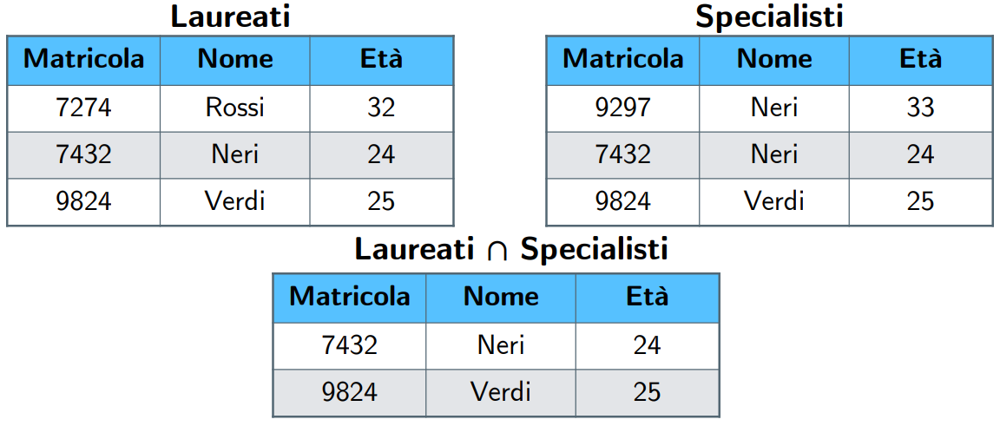 Laureati
Matricola Nome Età
7274 Rossi 32
7432 Neri 24
9824 Verdi 25
Specialisti
Matricola Nome Età
9297 Neri 33
7432 Neri 24
9824 Verdi 25
Laureati ∩ Specialisti
Matricola Nome Età
7432 Neri 24
9824 Verdi 25